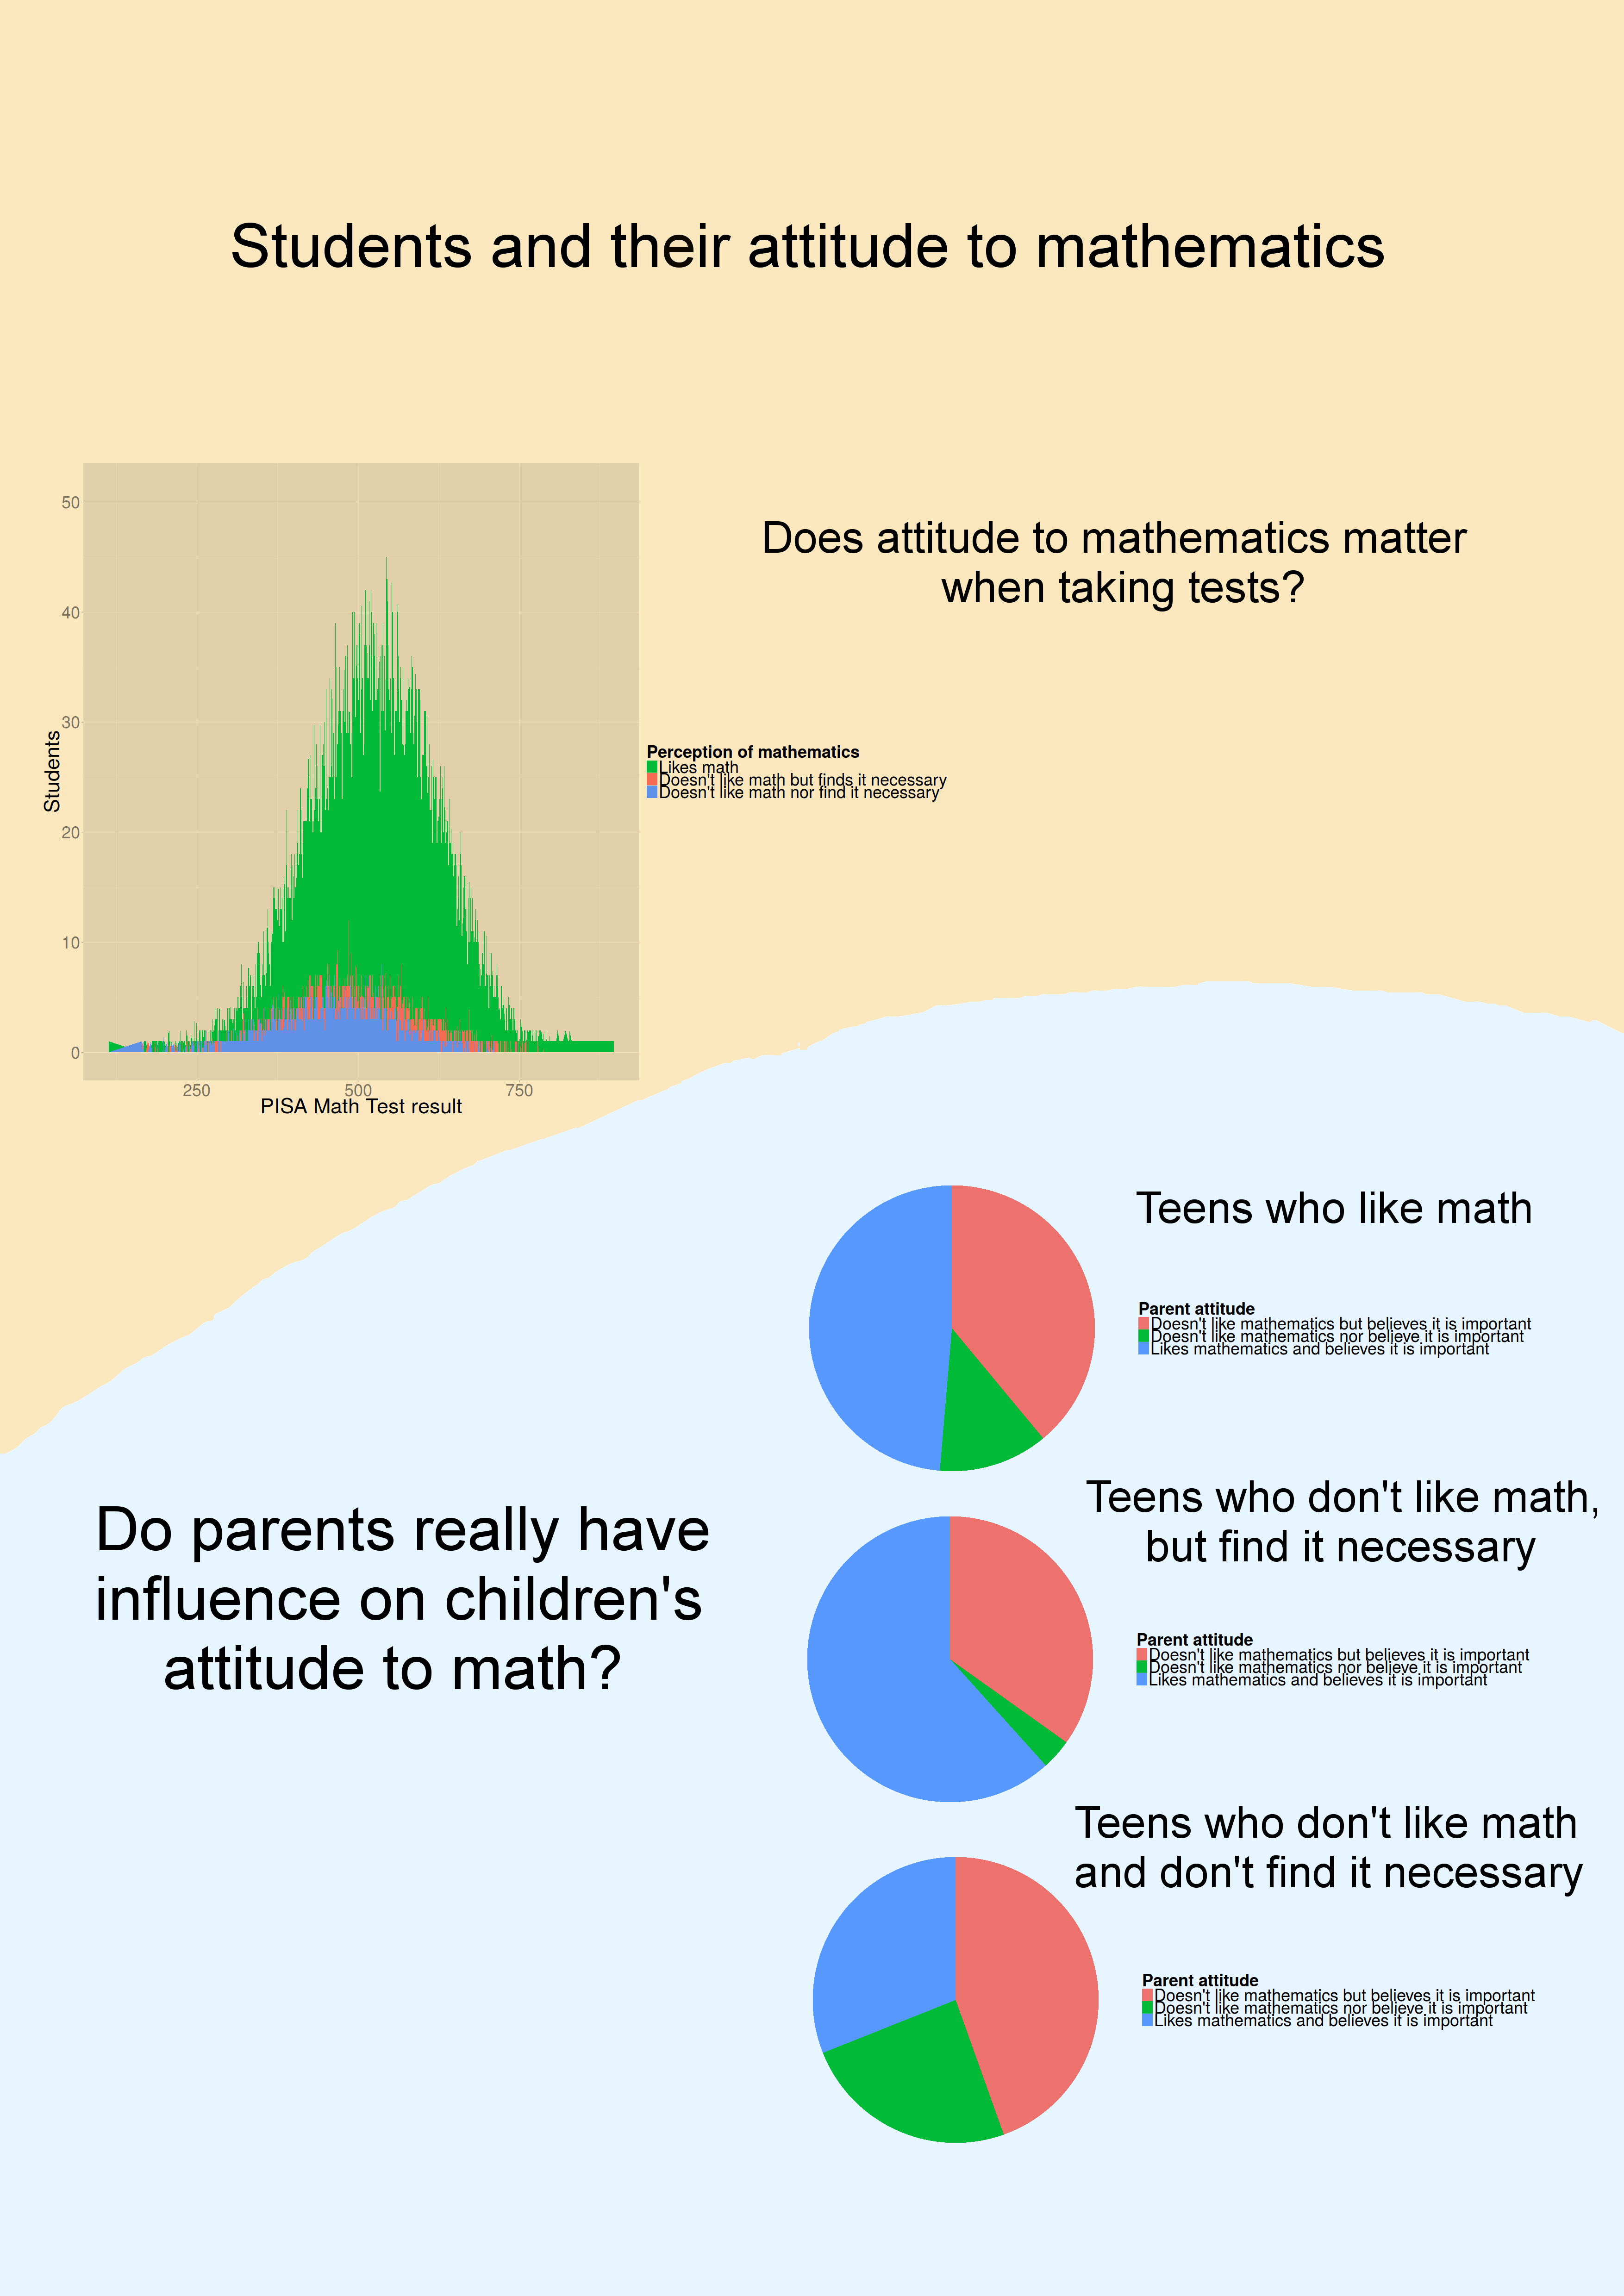 Students and their attitude to mathematics
Does attitude to mathematics matter
when taking tests?
50
40
30
20
10
0
Students
250
500
750
PISA Math Test result
Perception of mathematics
Likes math
Doesn't like math but finds it necessary
Doesn't like math nor find it necessary
Teens who like math
Parent attitude
Doesn't like mathematics but believes it is important
Doesn't like mathematics nor believe it is important
Likes mathematics and believes it is important
Do parents really have
influence on children's
attitude to math?
Teens who don't like math,
but find it necessary
Parent attitude
Doesn't like mathematics but believes it is important
Doesn't like mathematics nor believe it is important
Likes mathematics and believes it is important
Teens who don't like math
and don't find it necessary
Parent attitude
Doesn't like mathematics but believes it is important
Doesn't like mathematics nor believe it is important
Likes mathematics and believes it is important